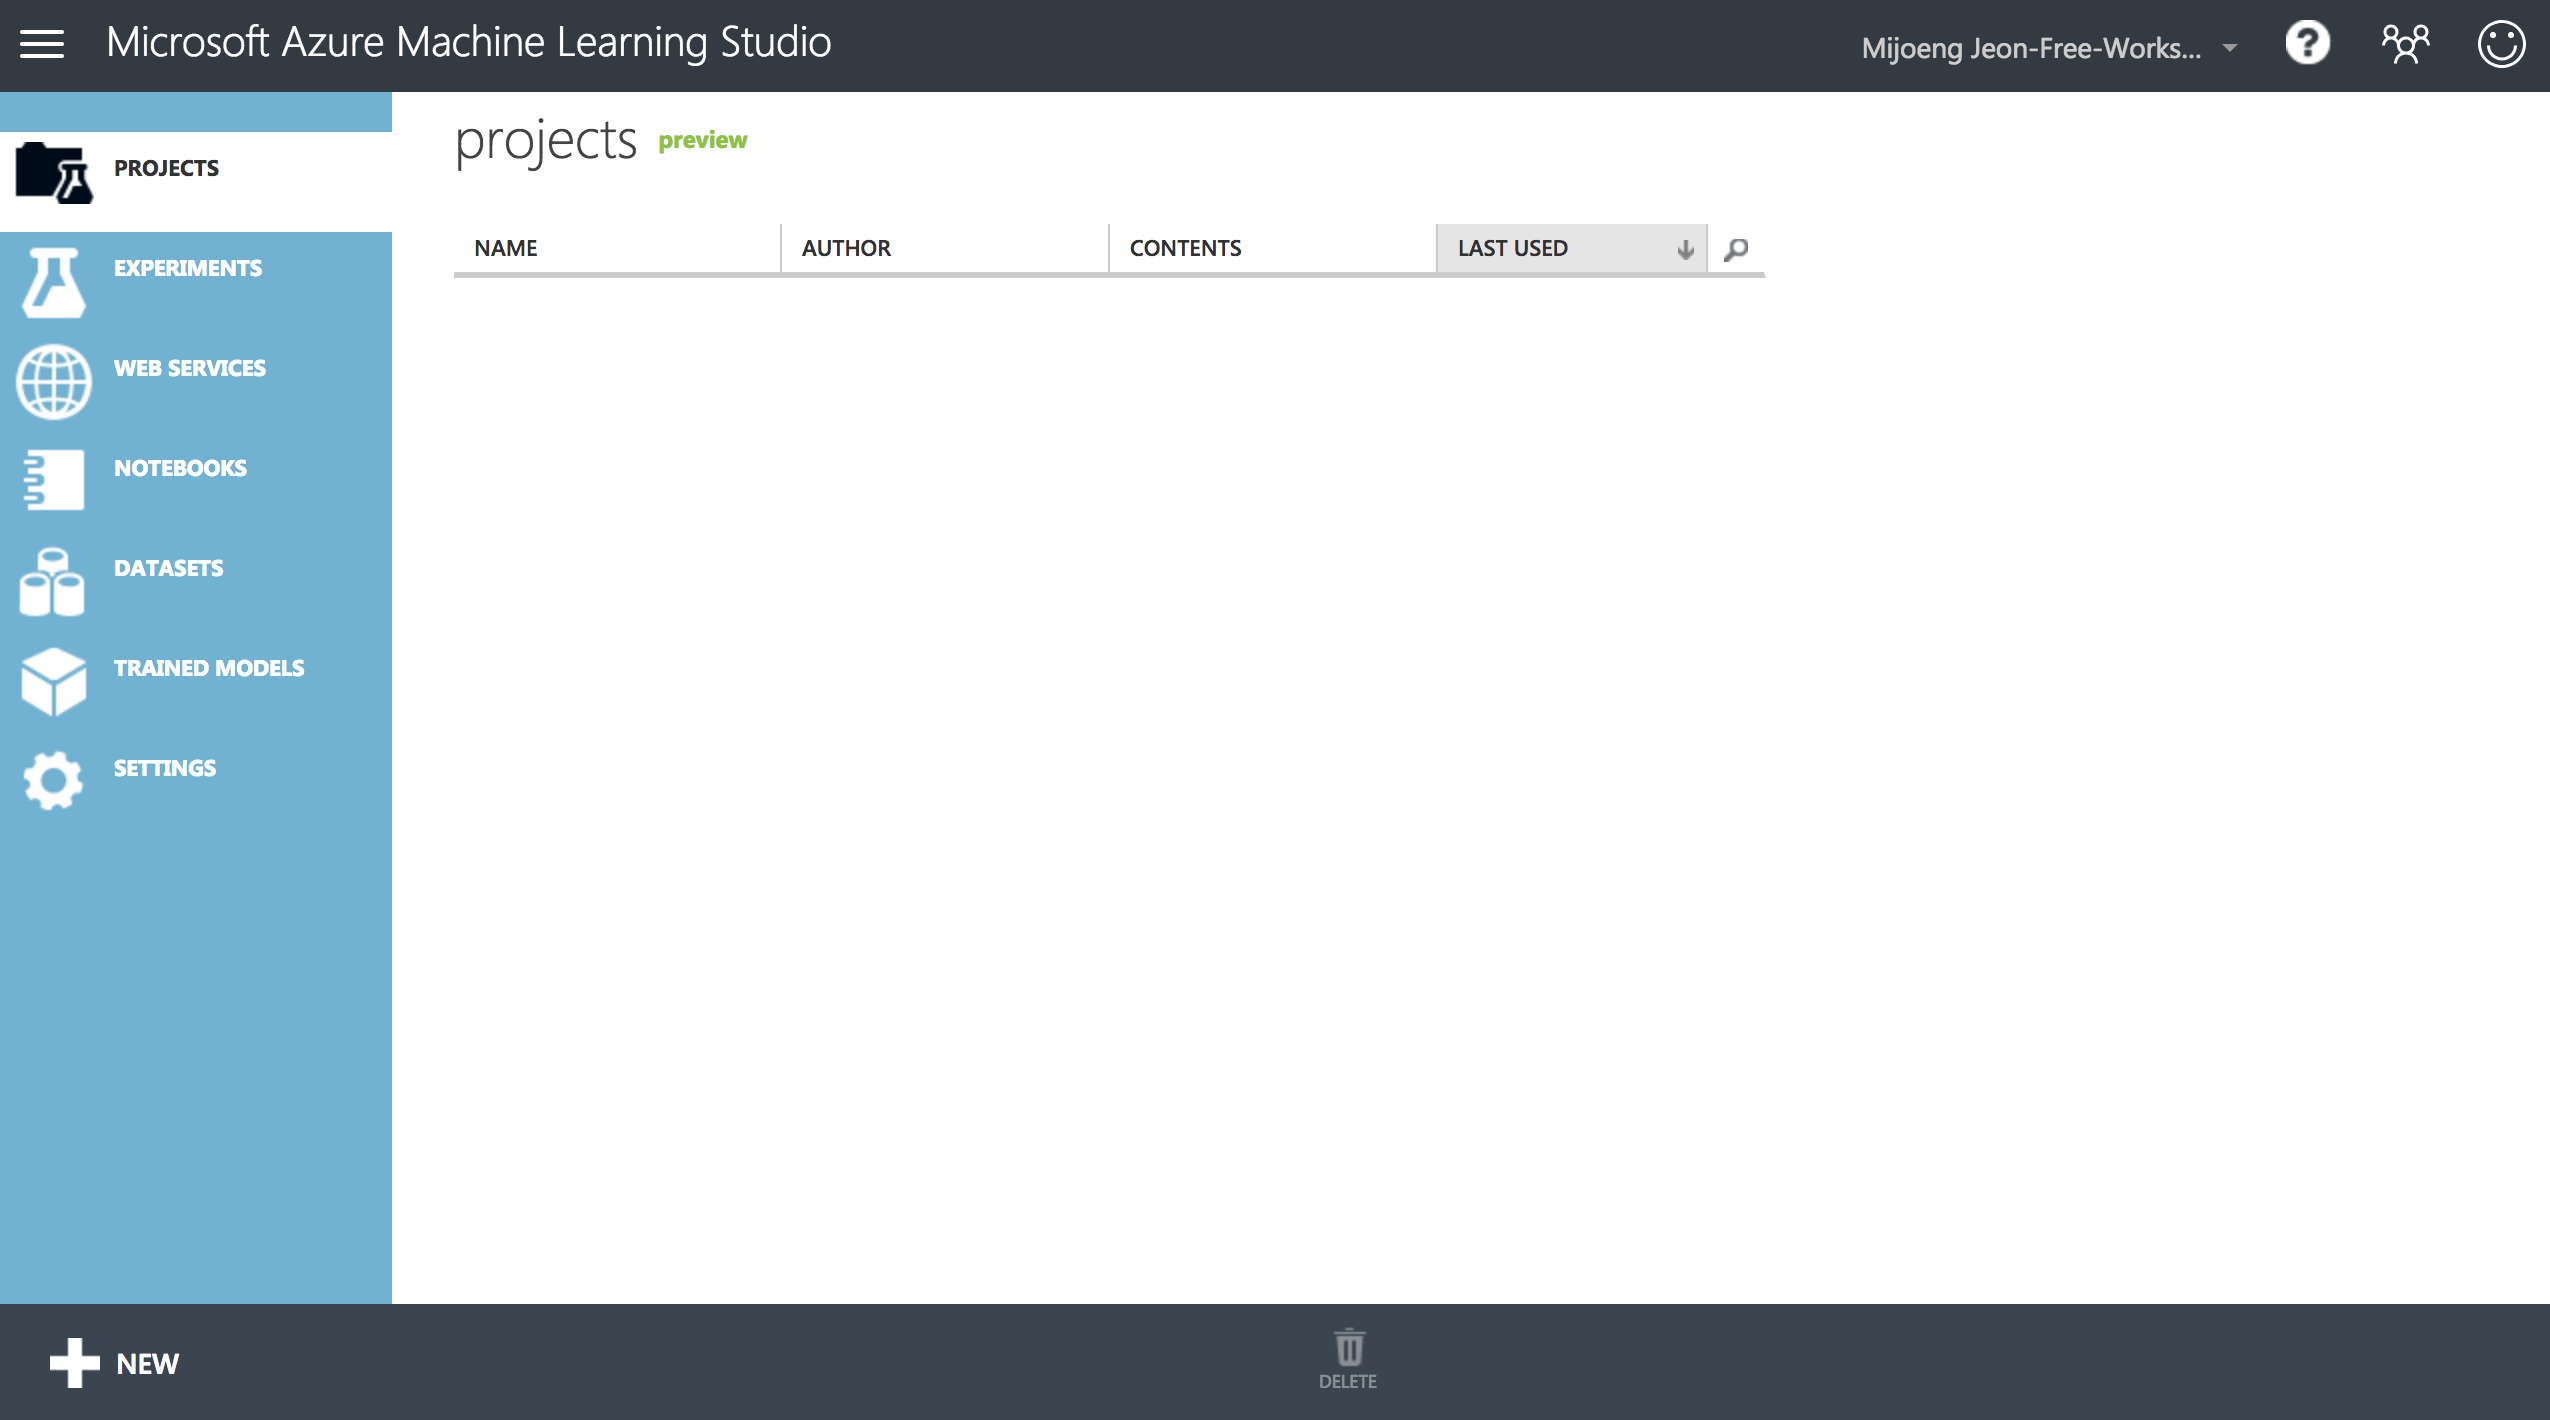 Microsoft Azure Machine Learning Studio
Mijoeng Jeon-Free-Works...
PROJECTS
EXPERIMENTS
WEB SERVICES
NOTEBOOKS
DATASETS
TRAINED MODELS
SETTINGS
projects preview
NAME AUTHOR CONTENTS LAST USED
NEW
DELETE